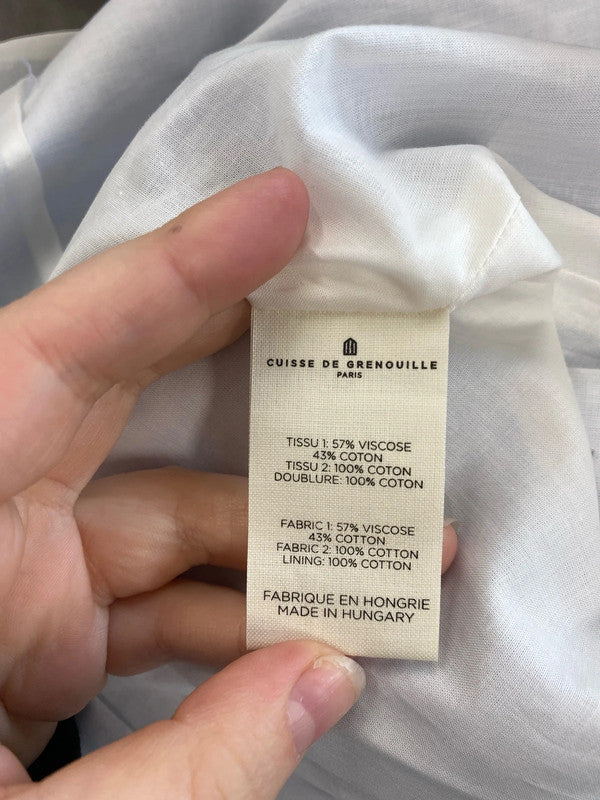 CUISSE DE GRENOUILLE
PARIS
TISSU 1: 57% VISCOSE
43% COTON
TISSU 2: 100% COTON
DOUBLURE: 100% COTON
FABRIC 1: 57% VISCOSE
43% COTTON
FABRIC 2: 100% COTTON
LINING: 100% COTTON
FABRIQUE EN HONGRIE
MADE IN HUNGARY